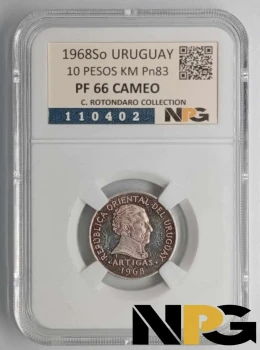 1968So URUGUAY
10 PESOS KM Pn83
PF 66 CAMEO
C. ROTONDARO COLLECTION
110402
NPG
REPUBLICA ORIENTAL DEL URUGUAY
ARTIGAS
1968
NPG